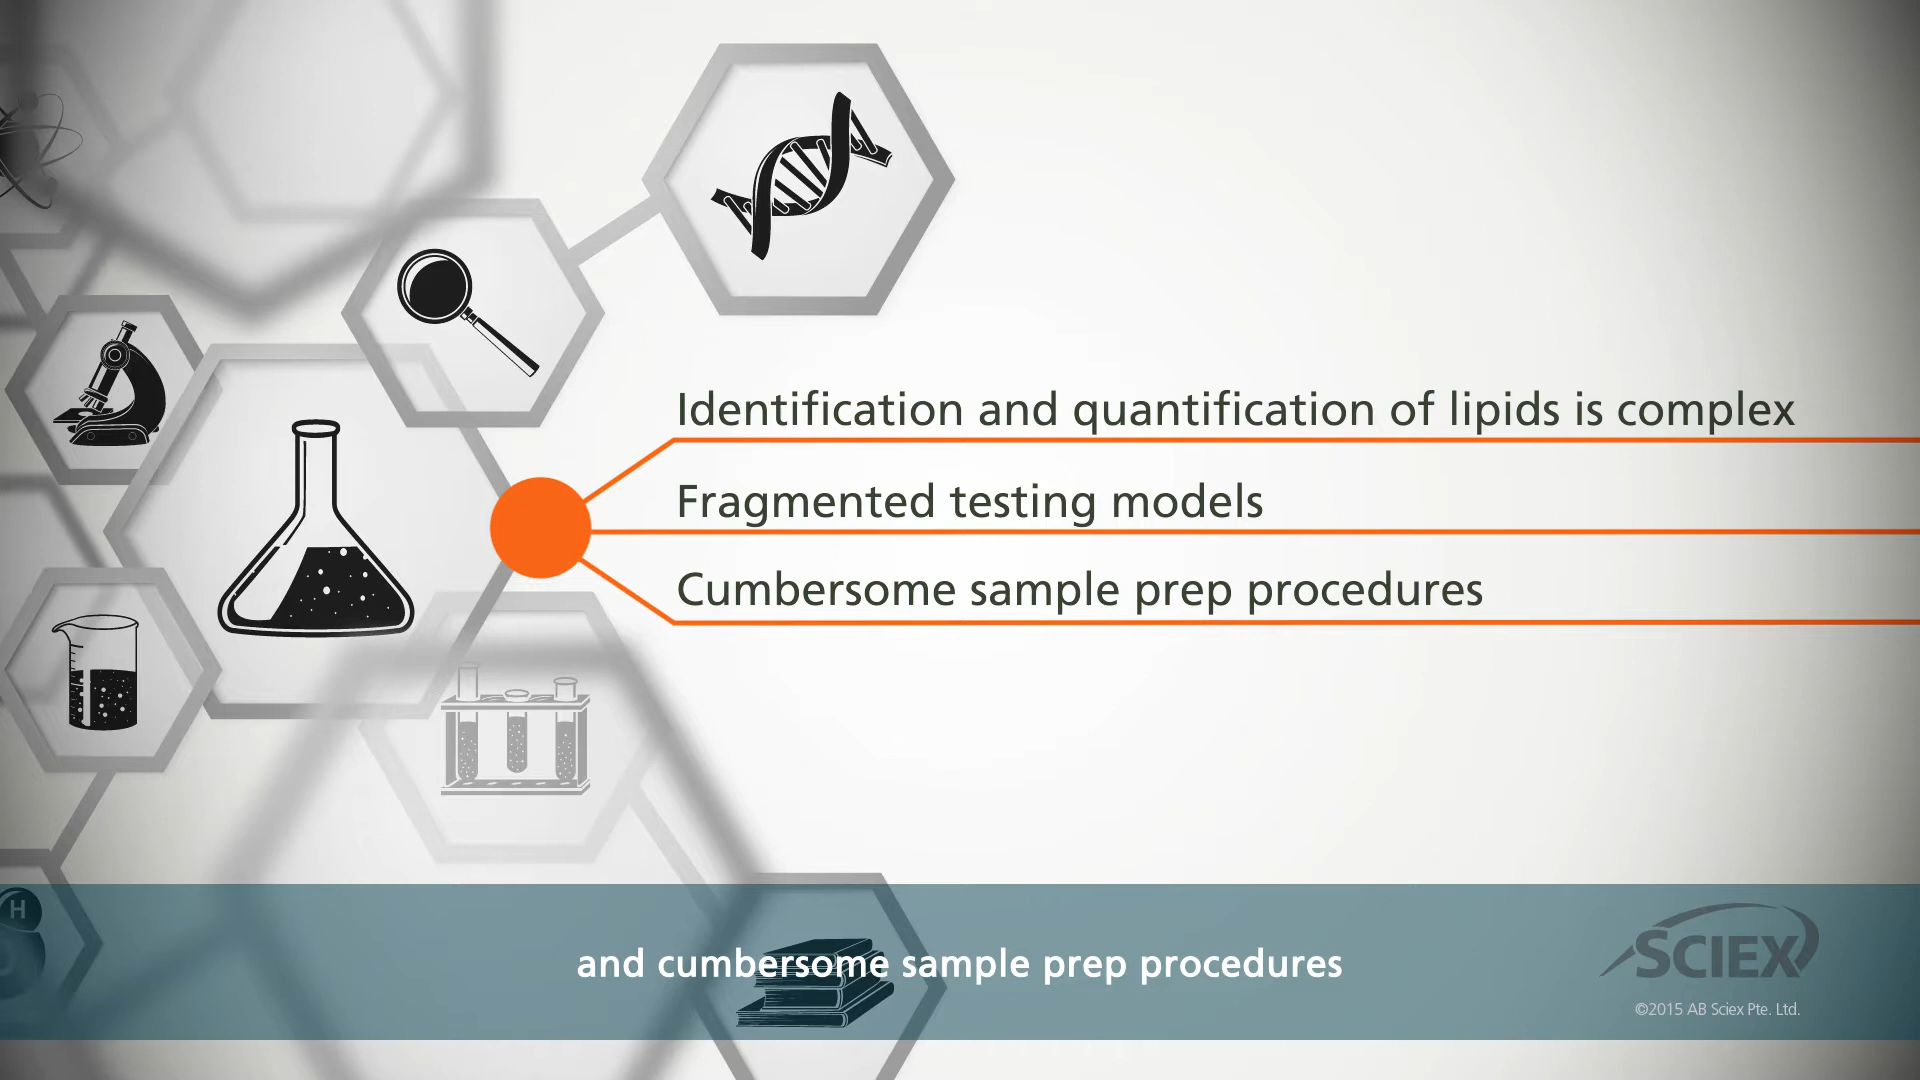 Identification and quantification of lipids is complex
Fragmented testing models
Cumbersome sample prep procedures
H
and cumbersome sample prep procedures
SCIEX
©2015 AB Sciex Pte. Ltd.